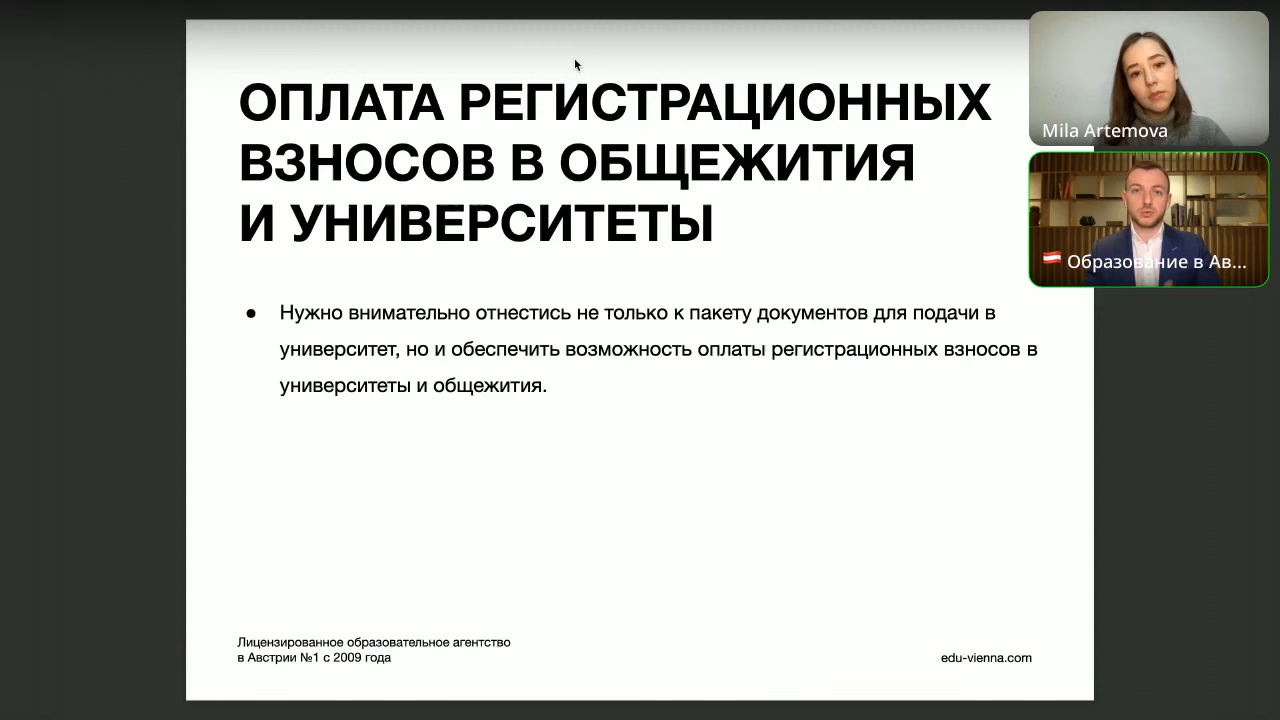 ОПЛАТА РЕГИСТРАЦИОННЫХ
ВЗНОСОВ В ОБЩЕЖИТИЯ
И УНИВЕРСИТЕТЫ
● Нужно внимательно отнестись не только к пакету документов для подачи в
университет, но и обеспечить возможность оплаты регистрационных взносов в
университеты и общежития.
Лицензированное образовательное агентство
в Австрии №1 с 2009 года
edu-vienna.com
Mila Artemova
Образование в Ав...